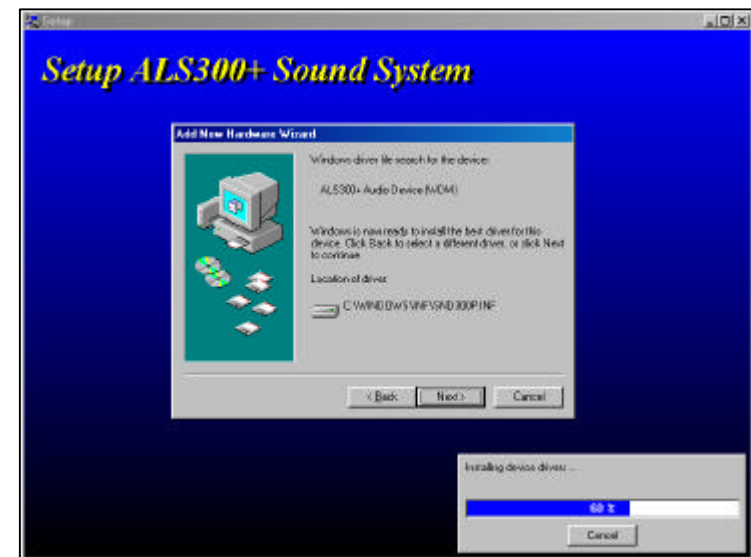 Setup
Setup ALS300+ Sound System
Add New Hardware Wizard
Windows driver file search for the device:
ALS300+ Audio Device (WDM)
Windows is now ready to install the best driver for this
device. Click Back to select a different driver, or click Next
to continue.
Location of driver:
C:\WINDOWS\INF\SND300P.INF
< Back
Next >
Cancel
Installing device drivers ...
60 %
Cancel